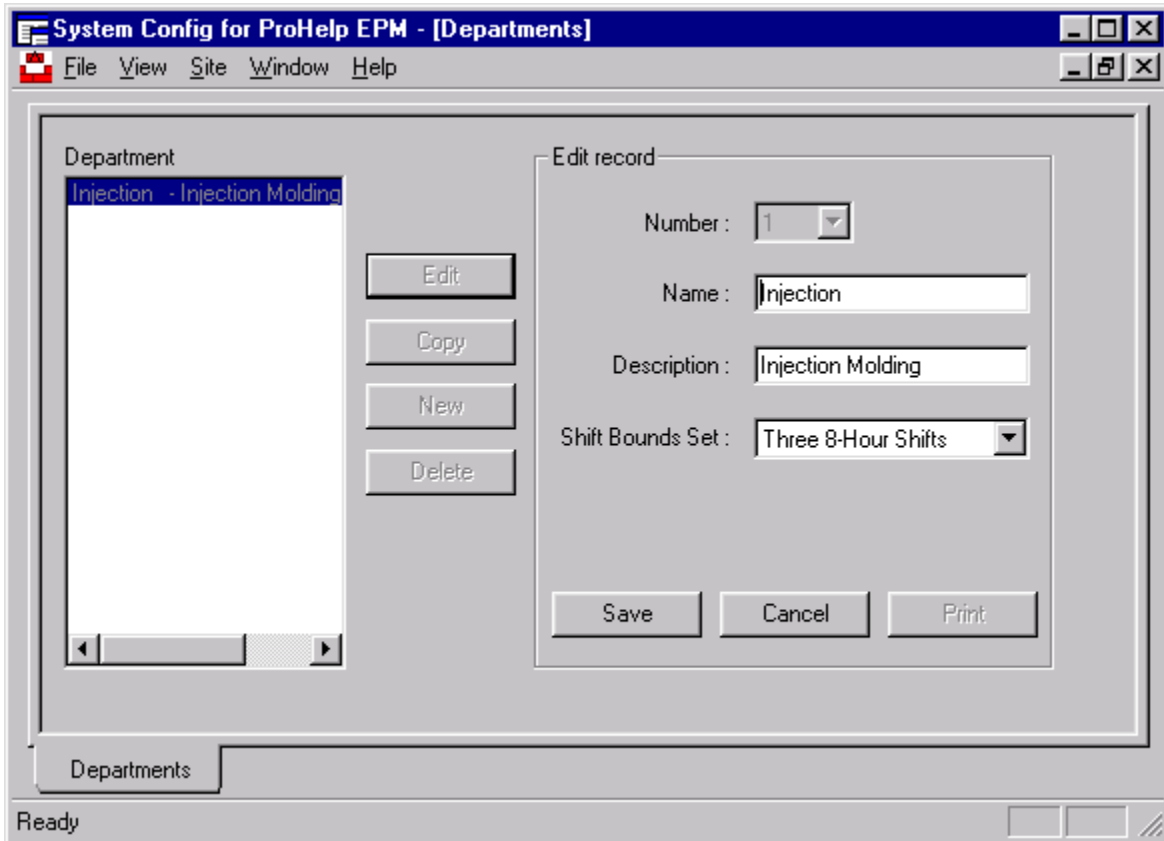 System Config for ProHelp EPM - [Departments]
File View Site Window Help
Department
Injection - Injection Molding
Edit
Copy
New
Delete
Edit record
Number : 1
Name : Injection
Description : Injection Molding
Shift Bounds Set : Three 8-Hour Shifts
Save Cancel Print
Departments
Ready